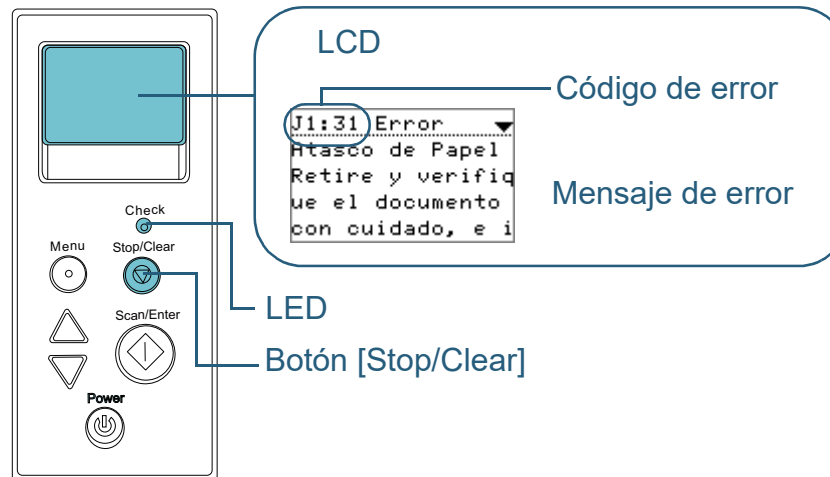 LCD
Código de error
J1:31 Error
Atasco de Papel
Retire y verifiq
ue el documento
con cuidado, e i
Mensaje de error
Check
Menu
Stop/Clear
LED
Scan/Enter
Botón [Stop/Clear]
Power